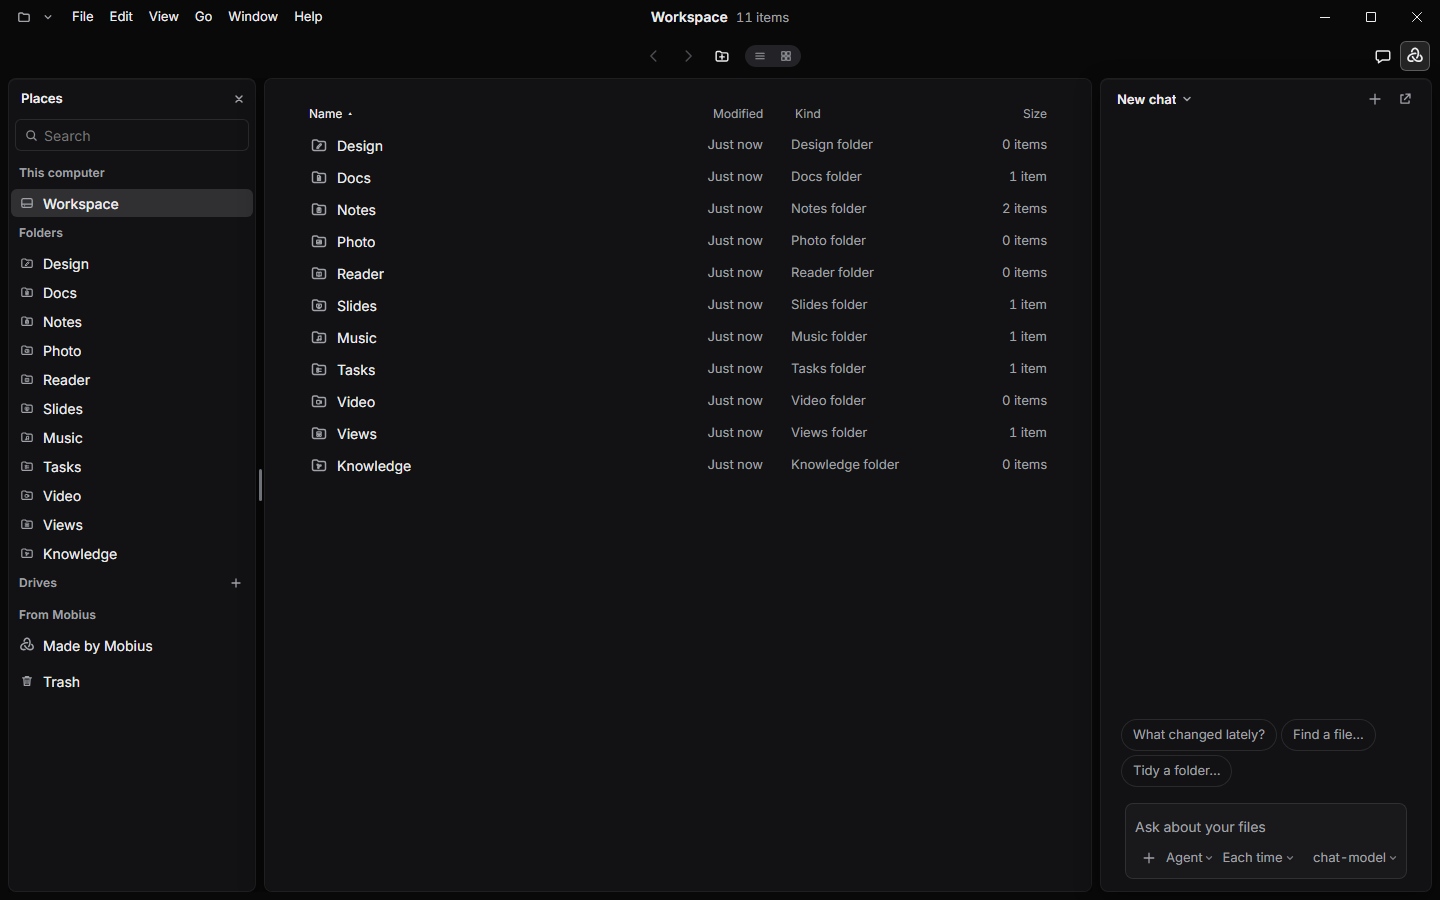 File Edit View Go Window Help
Workspace 11 items
Places
Search
This computer
Workspace
Folders
Design
Docs
Notes
Photo
Reader
Slides
Music
Tasks
Video
Views
Knowledge
Drives
From Mobius
Made by Mobius
Trash
Name Modified Kind Size
Design Just now Design folder 0 items
Docs Just now Docs folder 1 item
Notes Just now Notes folder 2 items
Photo Just now Photo folder 0 items
Reader Just now Reader folder 0 items
Slides Just now Slides folder 1 item
Music Just now Music folder 1 item
Tasks Just now Tasks folder 1 item
Video Just now Video folder 0 items
Views Just now Views folder 1 item
Knowledge Just now Knowledge folder 0 items
New chat
What changed lately? Find a file...
Tidy a folder...
Ask about your files
Agent Each time chat-model